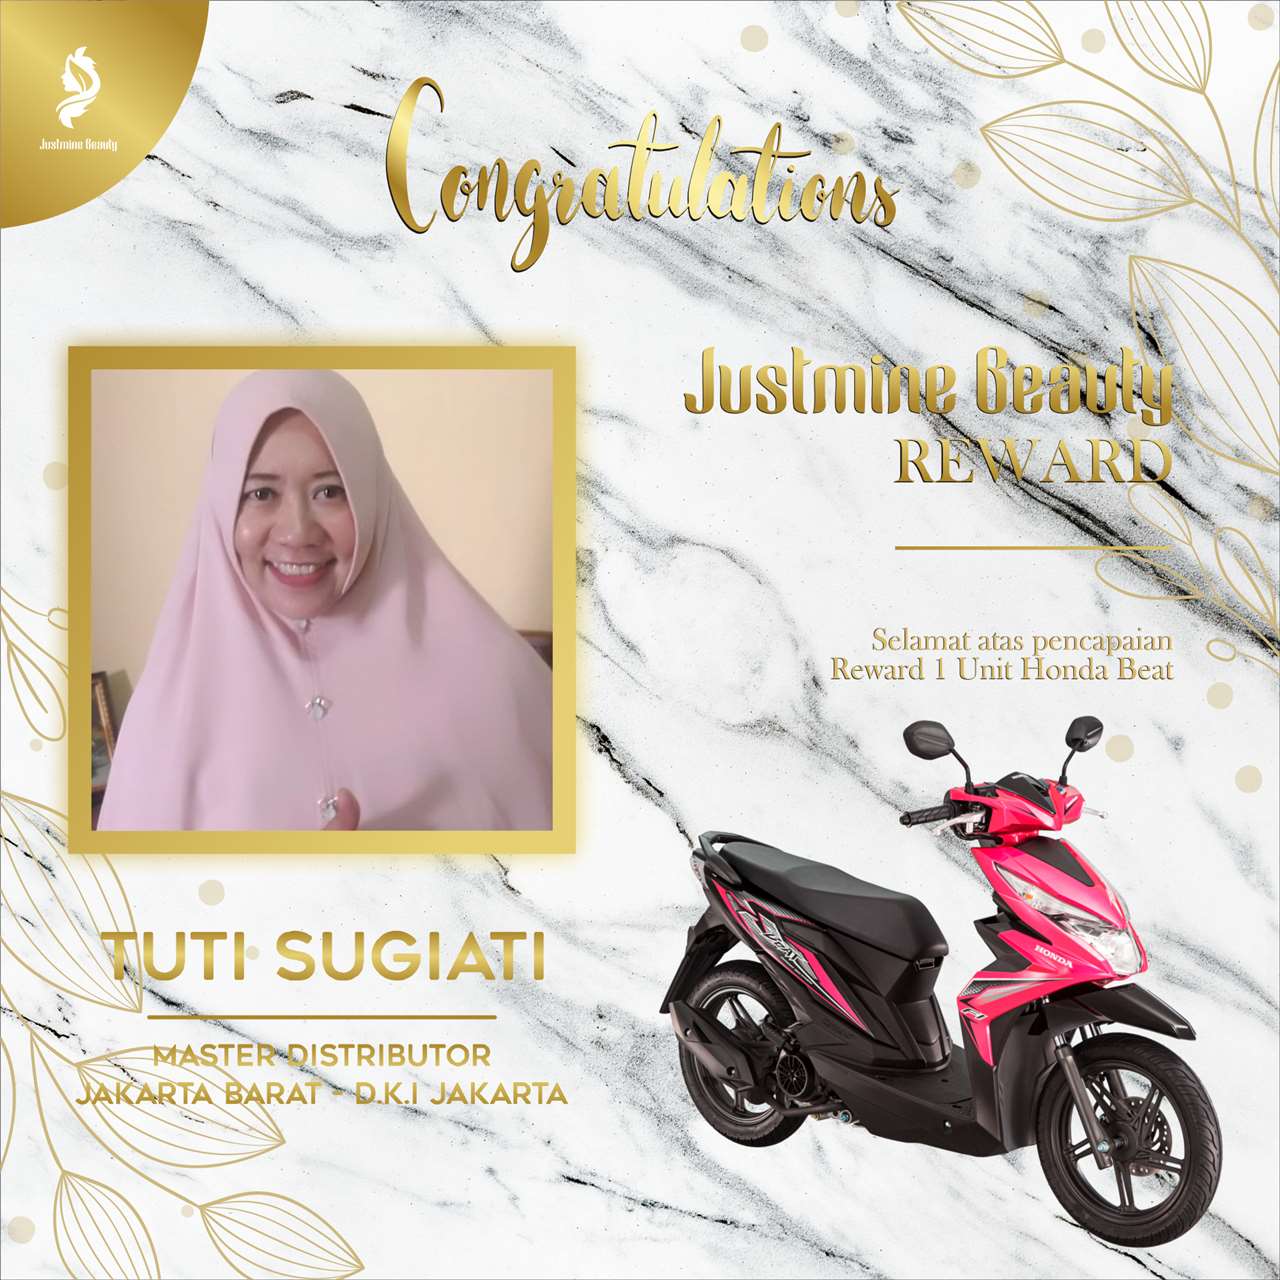 Justmine Beauty
Congratulations
Justmine Beauty
REWARD
Selamat atas pencapaian
Reward 1 Unit Honda Beat
TUTI SUGIATI
MASTER DISTRIBUTOR
JAKARTA BARAT - D.K.I JAKARTA
HONDA